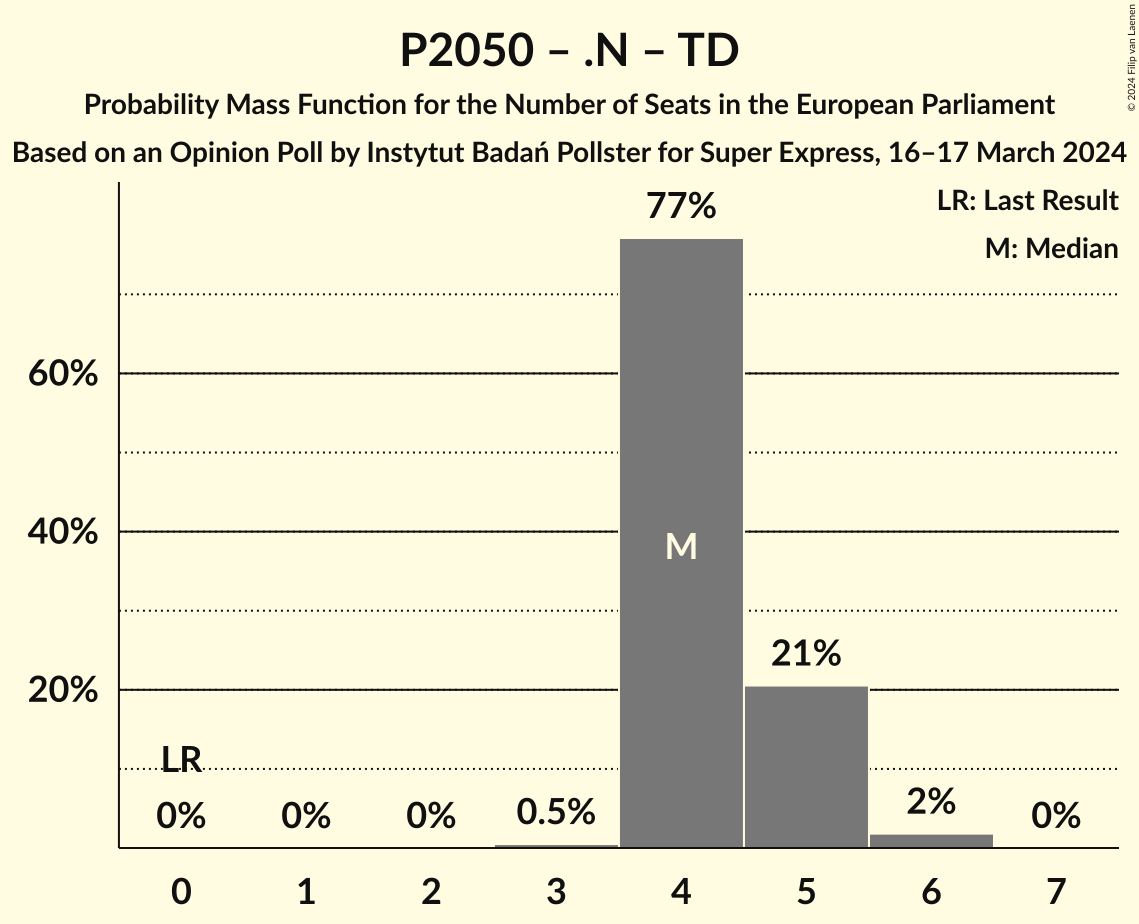 P2050 – .N – TD
Probability Mass Function for the Number of Seats in the European Parliament
Based on an Opinion Poll by Instytut Badań Pollster for Super Express, 16–17 March 2024
© 2024 Filip van Laenen
LR: Last Result
M: Median
77%
60%
40%
M
21%
20%
LR
0% 0% 0% 0.5% 2% 0%
0 1 2 3 4 5 6 7